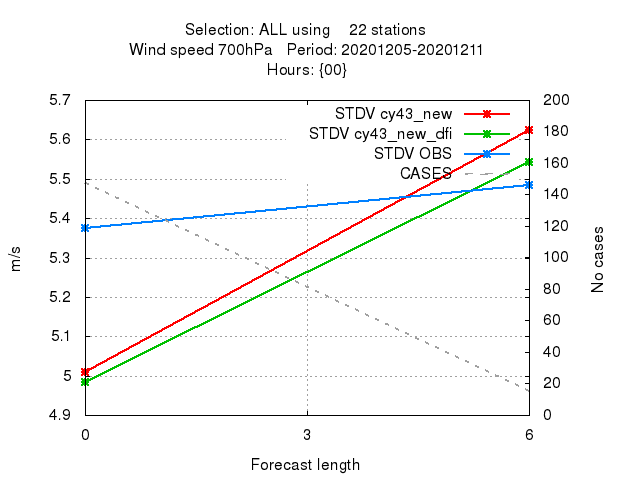 Selection: ALL using 22 stations
Wind speed 700hPa Period: 20201205-20201211
Hours: {00}
5.7
5.6
5.5
5.4
5.3
5.2
5.1
5
4.9
m/s
STDV cy43_new
STDV cy43_new_dfi
STDV OBS
CASES
200
180
160
140
120
100
80
60
40
20
0
No cases
0 3 6
Forecast length